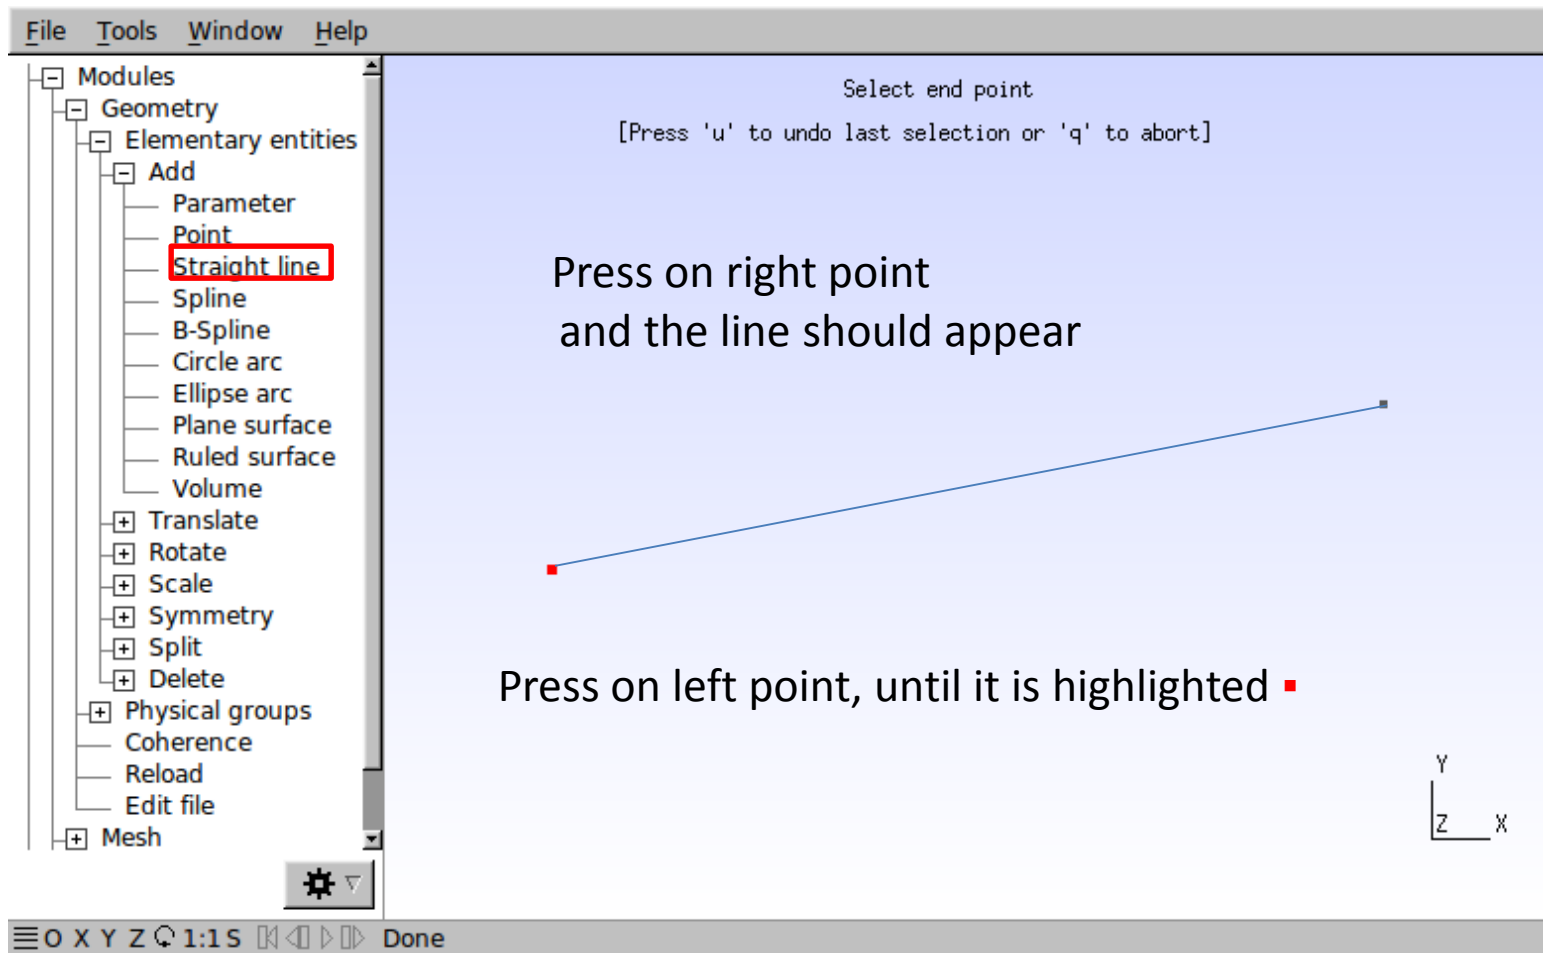 File Tools Window Help
Modules
Geometry
Elementary entities
Add
Parameter
Point
Straight line
Spline
B-Spline
Circle arc
Ellipse arc
Plane surface
Ruled surface
Volume
Translate
Rotate
Scale
Symmetry
Split
Delete
Physical groups
Coherence
Reload
Edit file
Mesh
Select end point
[Press 'u' to undo last selection or 'q' to abort]
Press on right point
and the line should appear
Press on left point, until it is highlighted
Y
Z X
O X Y Z 1:1 S Done